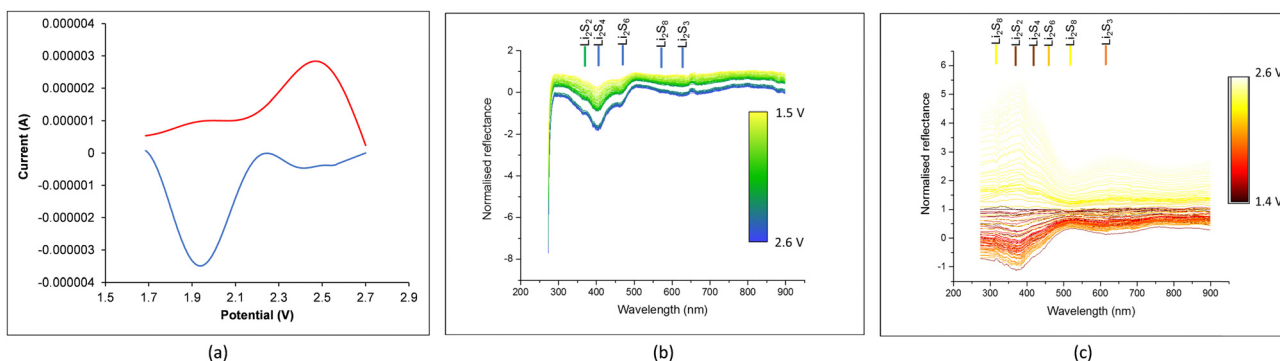 0.000004
0.000003
0.000002
0.000001
0
-0.000001
-0.000002
-0.000003
-0.000004
Current (A)
1.5 1.7 1.9 2.1 2.3 2.5 2.7 2.9
Potential (V)
(a)
Li₂S₂
Li₂S₄
Li₂S₆
Li₂S₈
Li₂S₃
2
0
-2
-4
-6
-8
Normalised reflectance
1.5 V
2.6 V
200 300 400 500 600 700 800 900
Wavelength (nm)
(b)
Li₂S₈
Li₂S₂
Li₂S₄
Li₂S₆
Li₂S₈
Li₂S₃
6
5
4
3
2
1
0
-1
Normalised reflectance
2.6 V
1.4 V
200 300 400 500 600 700 800 900
Wavelength (nm)
(c)